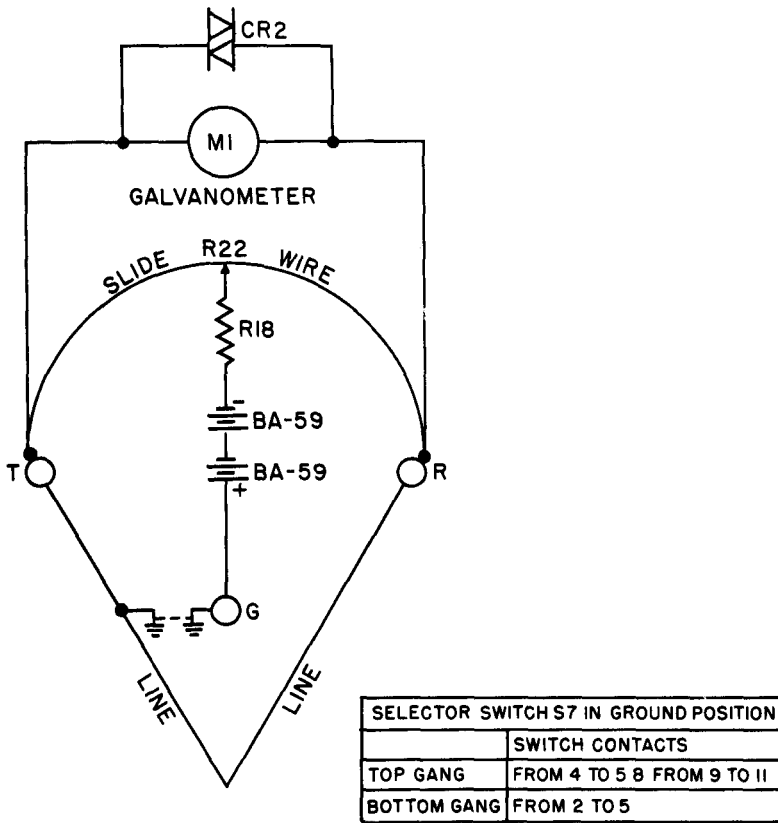 CR2
M1
GALVANOMETER
R22
SLIDE WIRE
R18
-
BA-59
BA-59
+
T
R
G
LINE
LINE
SELECTOR SWITCH S7 IN GROUND POSITION
SWITCH CONTACTS
TOP GANG FROM 4 TO 5 8 FROM 9 TO 11
BOTTOM GANG FROM 2 TO 5